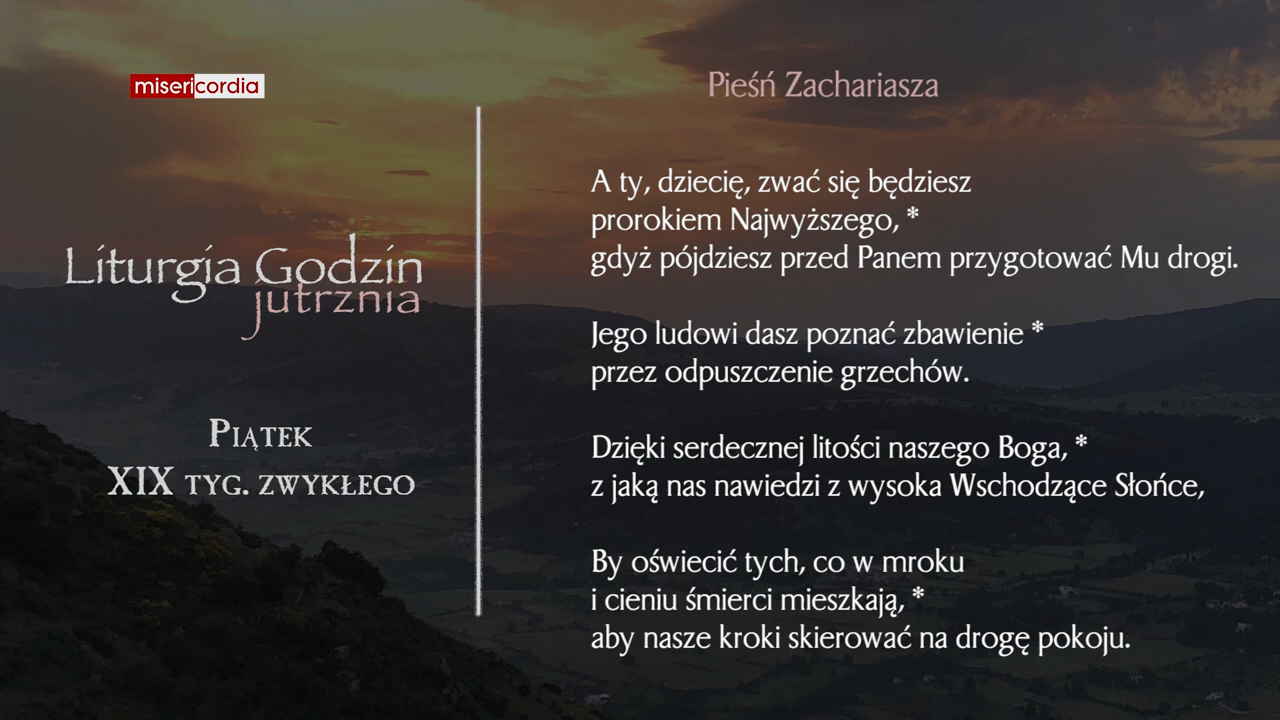 misericordia
Liturgia Godzin
jutrznia
Piątek
XIX tyg. zwykłego
Pieśń Zachariasza
A ty, dziecię, zwać się będziesz
prorokiem Najwyższego, *
gdyż pójdziesz przed Panem przygotować Mu drogi.
Jego ludowi dasz poznać zbawienie *
przez odpuszczenie grzechów.
Dzięki serdecznej litości naszego Boga, *
z jaką nas nawiedzi z wysoka Wschodzące Słońce,
By oświecić tych, co w mroku
i cieniu śmierci mieszkają, *
aby nasze kroki skierować na drogę pokoju.